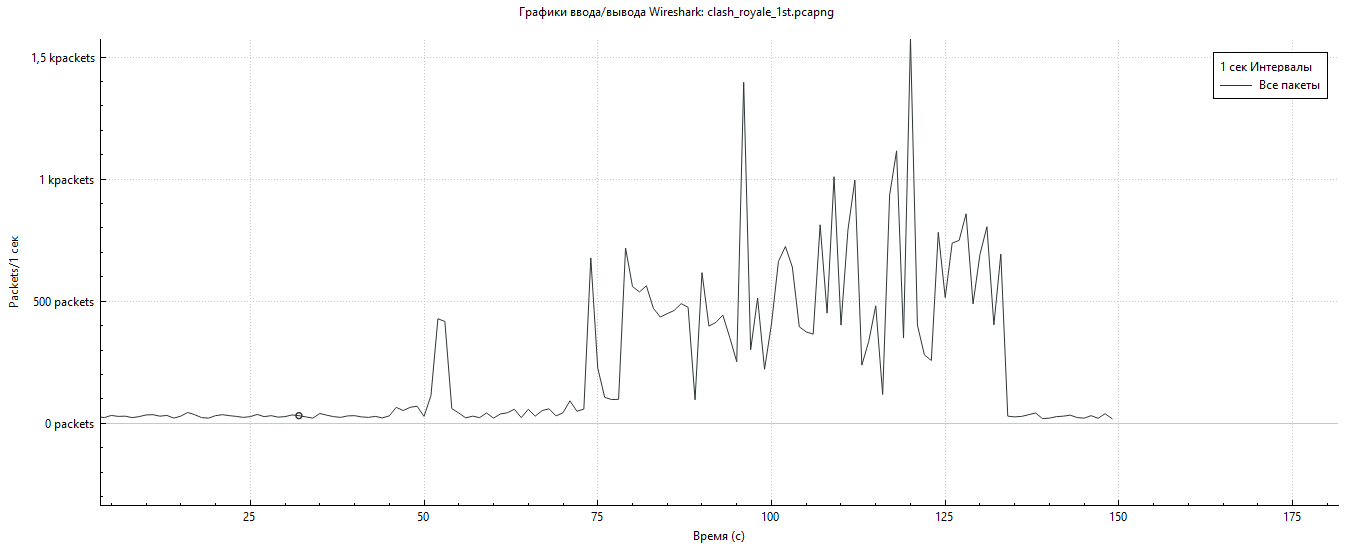 Графики ввода/вывода Wireshark: clash_royale_1st.pcapng
1,5 kpackets
1 kpackets
500 packets
0 packets
Packets/1 сек
1 сек Интервалы
Все пакеты
25
50
75
100
125
150
175
Время (с)